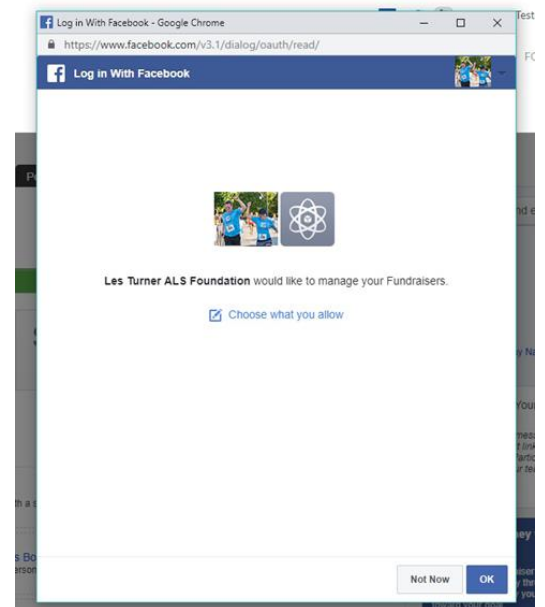 Log in With Facebook - Google Chrome
Test
https://www.facebook.com/v3.1/dialog/oauth/read/
Log in With Facebook
Les Turner ALS Foundation would like to manage your Fundraisers.
Choose what you allow
Not Now
OK